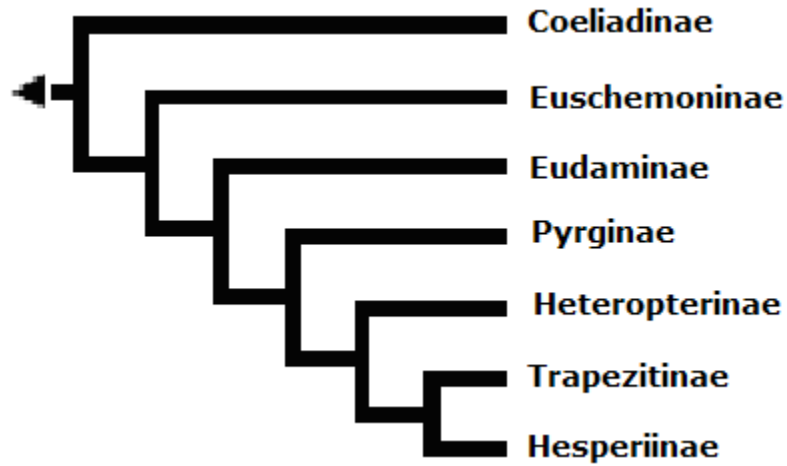 Coeliadinae
Euschemoninae
Eudaminae
Pyrginae
Heteropterinae
Trapezitinae
Hesperiinae